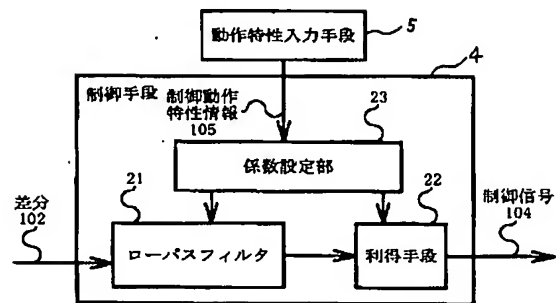 動作特性入力手段
5
4
制御手段
制御動作
特性情報
105
23
係数設定部
差分
102
21
ローパスフィルタ
22
利得手段
制御信号
104